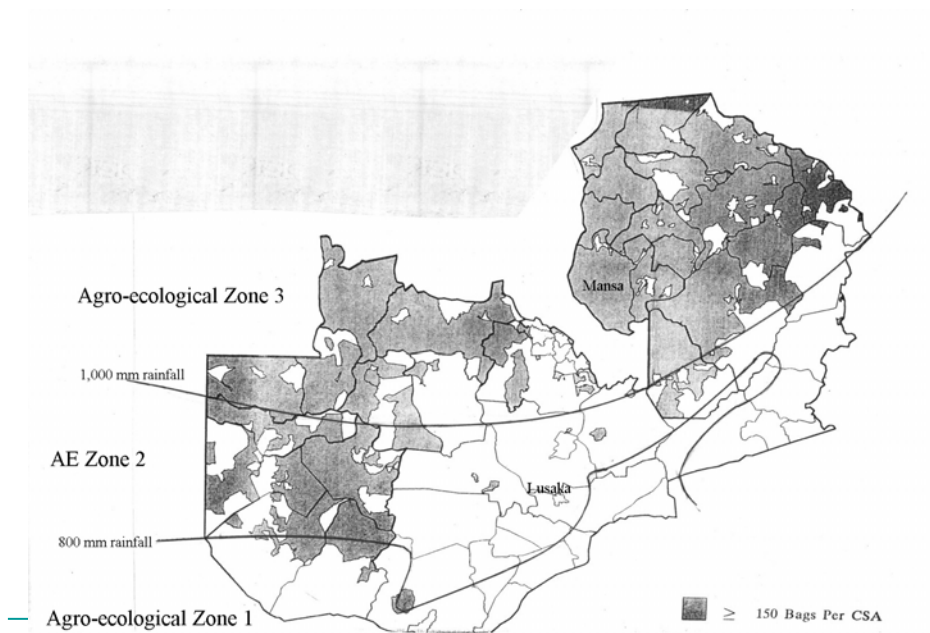 Mansa
Agro-ecological Zone 3
1,000 mm rainfall
AE Zone 2
Lusaka
800 mm rainfall
Agro-ecological Zone 1
≥ 150 Bags Per CSA